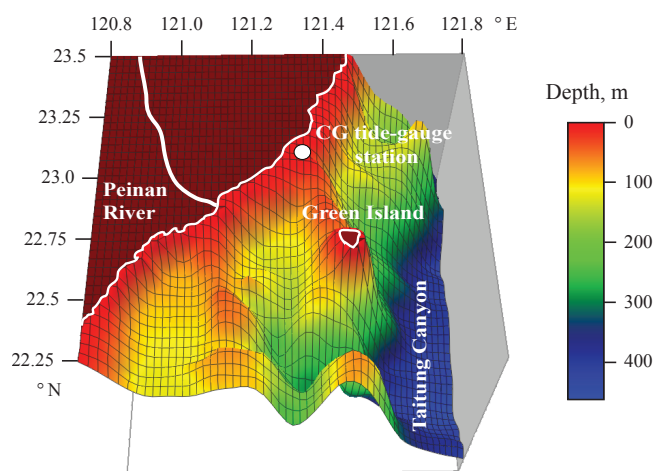 120.8 121.0 121.2 121.4 121.6 121.8 °E
23.5
23.25
23.0
22.75
22.5
22.25
°N
CG tide-gauge
station
Peinan
River
Green Island
Taitung Canyon
Depth, m
0
100
200
300
400